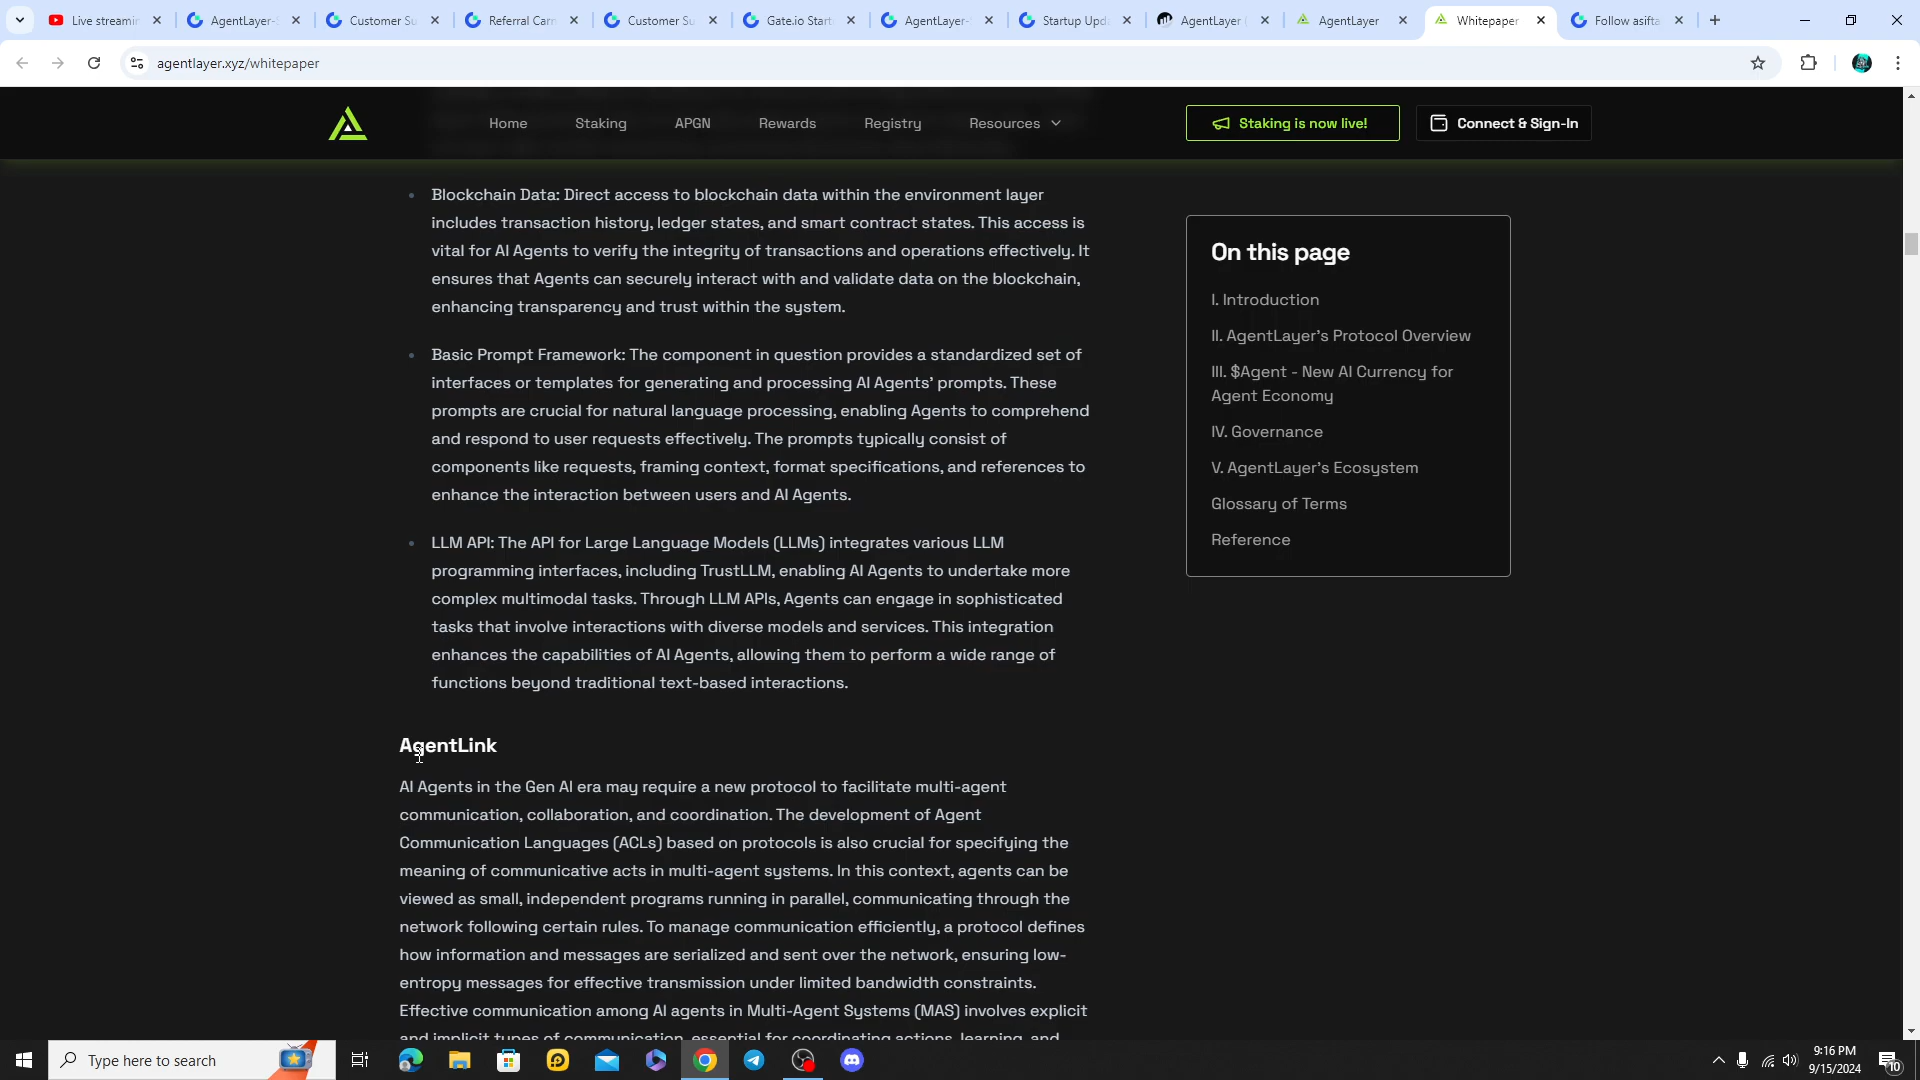 Live streamin
AgentLayer-S
Customer Su
Referral Carn
Customer Su
Gate.io Start
AgentLayer-S
Startup Upda
AgentLayer (
AgentLayer
Whitepaper
Follow asifta
agentlayer.xyz/whitepaper
Home
Staking
APGN
Rewards
Registry
Resources
Staking is now live!
Connect & Sign-In
Blockchain Data: Direct access to blockchain data within the environment layer
includes transaction history, ledger states, and smart contract states. This access is
vital for AI Agents to verify the integrity of transactions and operations effectively. It
ensures that Agents can securely interact with and validate data on the blockchain,
enhancing transparency and trust within the system.
Basic Prompt Framework: The component in question provides a standardized set of
interfaces or templates for generating and processing AI Agents’ prompts. These
prompts are crucial for natural language processing, enabling Agents to comprehend
and respond to user requests effectively. The prompts typically consist of
components like requests, framing context, format specifications, and references to
enhance the interaction between users and AI Agents.
LLM API: The API for Large Language Models (LLMs) integrates various LLM
programming interfaces, including TrustLLM, enabling AI Agents to undertake more
complex multimodal tasks. Through LLM APIs, Agents can engage in sophisticated
tasks that involve interactions with diverse models and services. This integration
enhances the capabilities of AI Agents, allowing them to perform a wide range of
functions beyond traditional text-based interactions.
AgentLink
AI Agents in the Gen AI era may require a new protocol to facilitate multi-agent
communication, collaboration, and coordination. The development of Agent
Communication Languages (ACLs) based on protocols is also crucial for specifying the
meaning of communicative acts in multi-agent systems. In this context, agents can be
viewed as small, independent programs running in parallel, communicating through the
network following certain rules. To manage communication efficiently, a protocol defines
how information and messages are serialized and sent over the network, ensuring low-
entropy messages for effective transmission under limited bandwidth constraints.
Effective communication among AI agents in Multi-Agent Systems (MAS) involves explicit
and implicit types of communication, essential for coordinating actions, learning, and
On this page
I. Introduction
II. AgentLayer’s Protocol Overview
III. $Agent - New AI Currency for
Agent Economy
IV. Governance
V. AgentLayer’s Ecosystem
Glossary of Terms
Reference
Type here to search
9:16 PM
9/15/2024
10